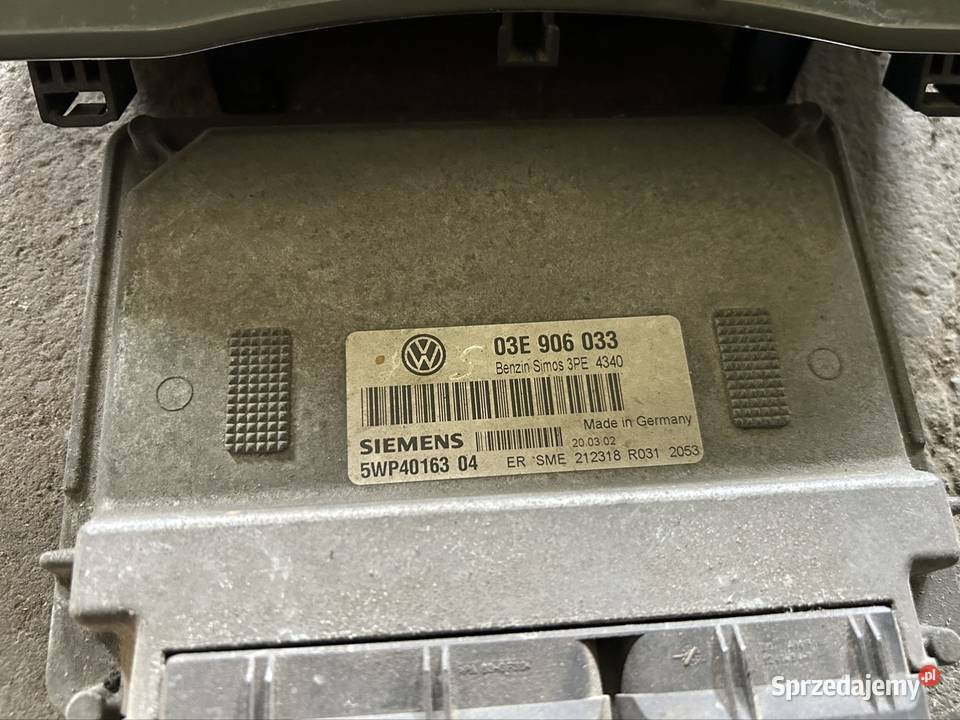 03E 906 033
Benzin Simos 3PE 4340
Made in Germany
SIEMENS
20.03.02
5WP40163 04
ER SME 212318 R031 2053
Sprzedajemy.pl